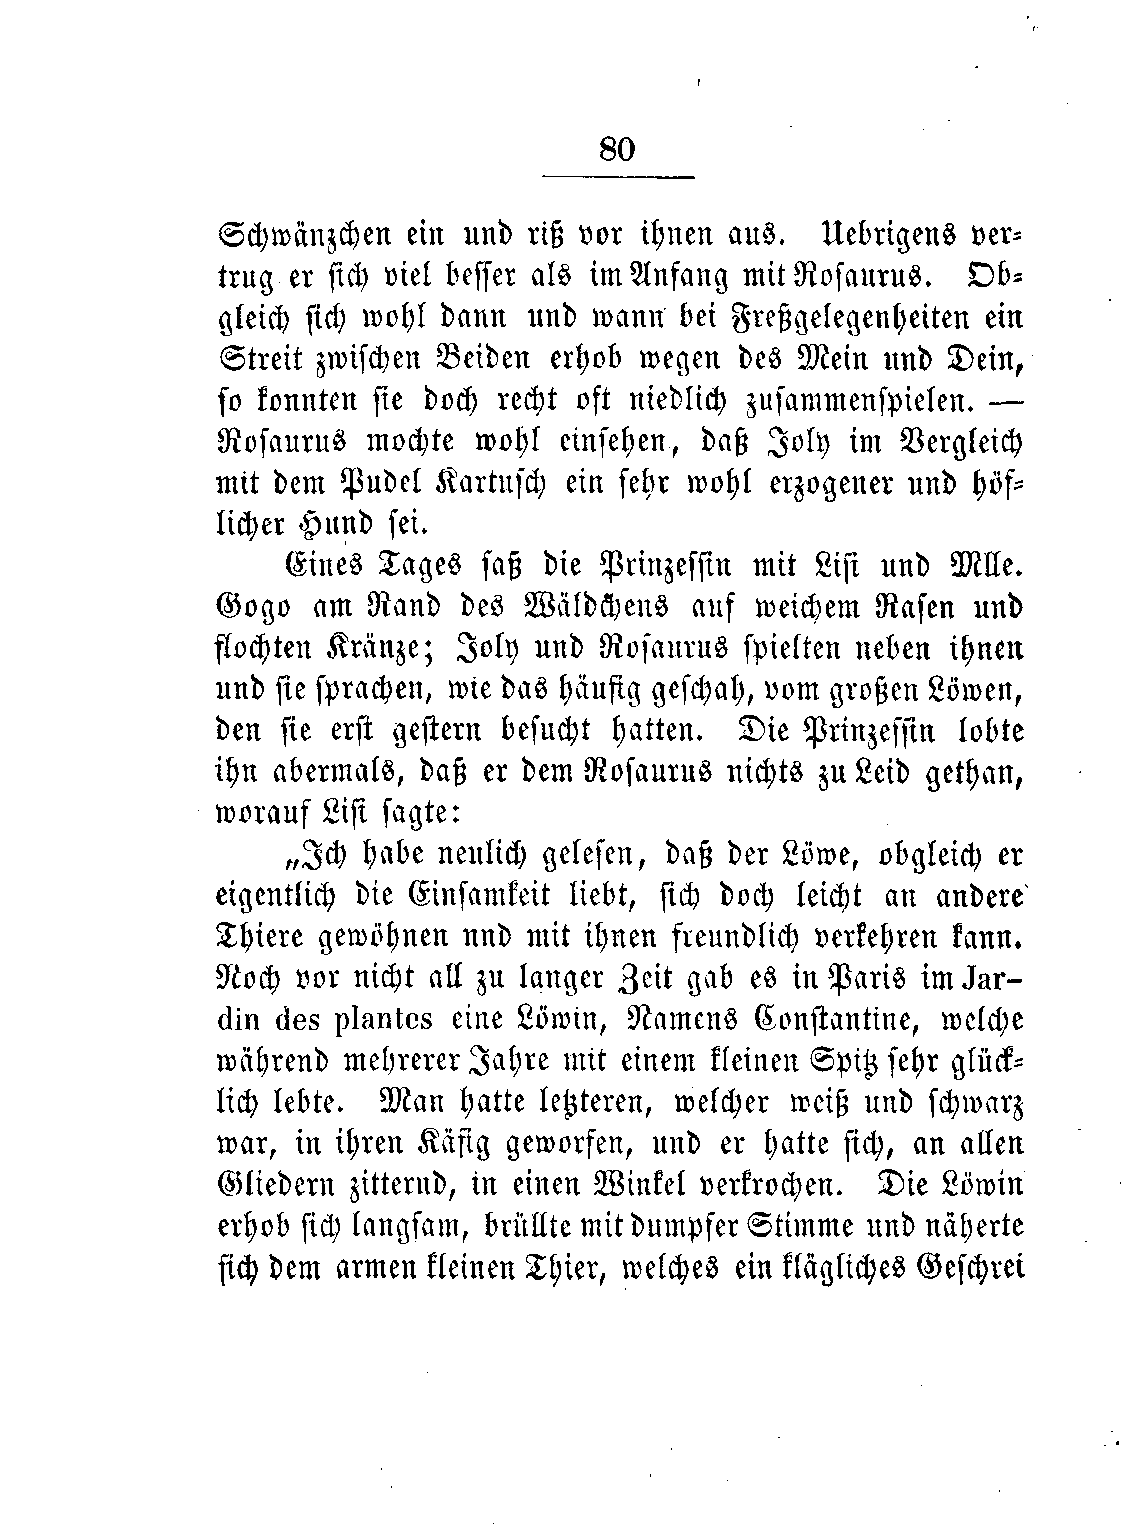 80
Schwänzchen ein und riß vor ihnen aus. Uebrigens ver-
trug er sich viel besser als im Anfang mit Rosaurus. Ob-
gleich sich wohl dann und wann bei Freßgelegenheiten ein
Streit zwischen Beiden erhob wegen des Mein und Dein,
so konnten sie doch recht oft niedlich zusammenspielen. —
Rosaurus mochte wohl einsehen, daß Joly im Vergleich
mit dem Pudel Kartusch ein sehr wohl erzogener und höf-
licher Hund sei.
Eines Tages saß die Prinzessin mit Lisi und Mlle.
Gogo am Rand des Wäldchens auf weichem Rasen und
flochten Kränze; Joly und Rosaurus spielten neben ihnen
und sie sprachen, wie das häufig geschah, vom großen Löwen,
den sie erst gestern besucht hatten. Die Prinzessin lobte
ihn abermals, daß er dem Rosaurus nichts zu Leid gethan,
worauf Lisi sagte:
„Ich habe neulich gelesen, daß der Löwe, obgleich er
eigentlich die Einsamkeit liebt, sich doch leicht an andere
Thiere gewöhnen nnd mit ihnen freundlich verkehren kann.
Noch vor nicht all zu langer Zeit gab es in Paris im Jar-
din des plantes eine Löwin, Namens Constantine, welche
während mehrerer Jahre mit einem kleinen Spitz sehr glück-
lich lebte. Man hatte letzteren, welcher weiß und schwarz
war, in ihren Käfig geworfen, und er hatte sich, an allen
Gliedern zitternd, in einen Winkel verkrochen. Die Löwin
erhob sich langsam, brüllte mit dumpfer Stimme und näherte
sich dem armen kleinen Thier, welches ein klägliches Geschrei